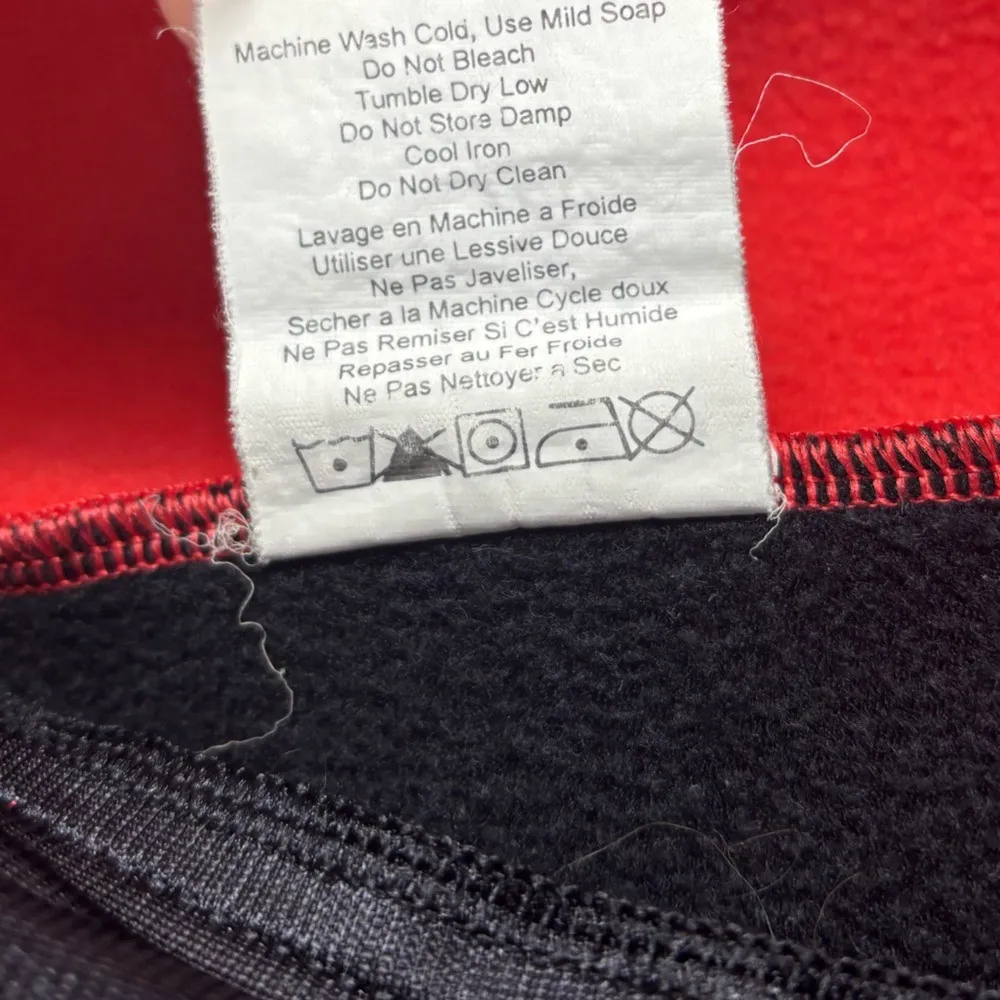 Machine Wash Cold, Use Mild Soap
Do Not Bleach
Tumble Dry Low
Do Not Store Damp
Cool Iron
Do Not Dry Clean
Lavage en Machine a Froide
Utiliser une Lessive Douce
Ne Pas Javeliser,
Secher a la Machine Cycle doux
Ne Pas Remiser Si C'est Humide
Repasser au Fer Froide
Ne Pas Nettoyer a Sec